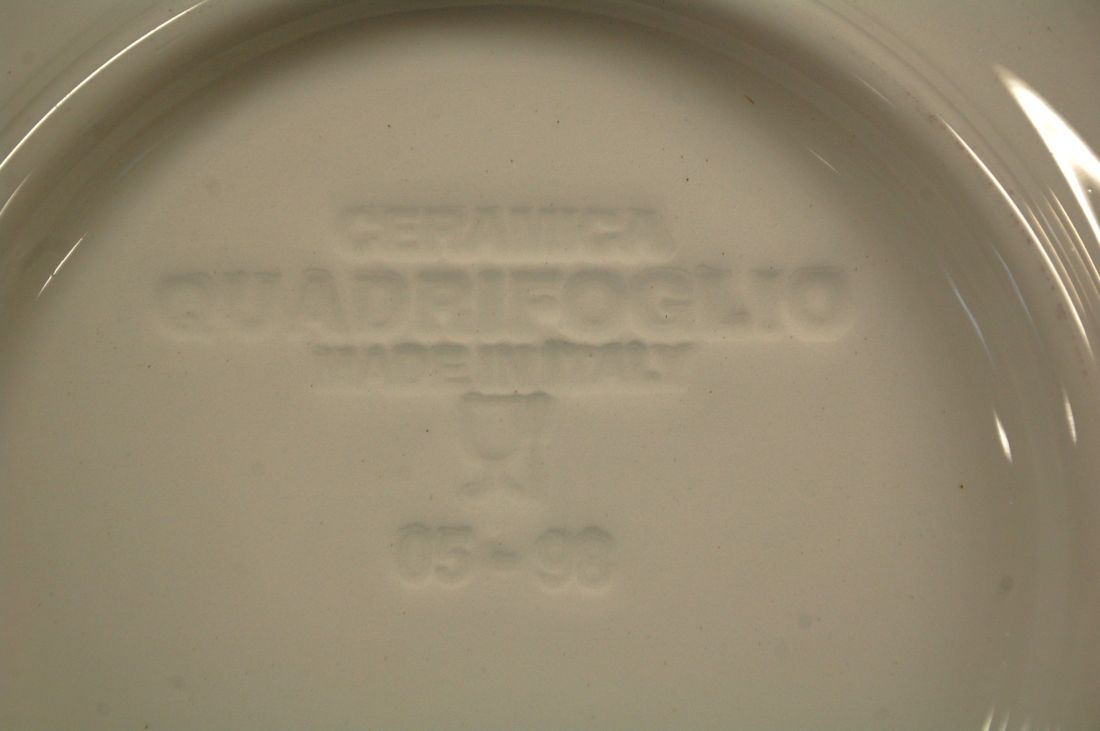 CERAMICA
QUADRIFOGLIO
MADE IN ITALY
05-98